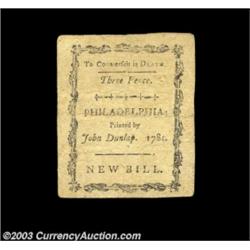 To Counterfeit is DEATH.
Three Pence.
PHILADELPHIA:
Printed by
John Dunlap. 1781.
NEW BILL.
©2003 CurrencyAuction.com